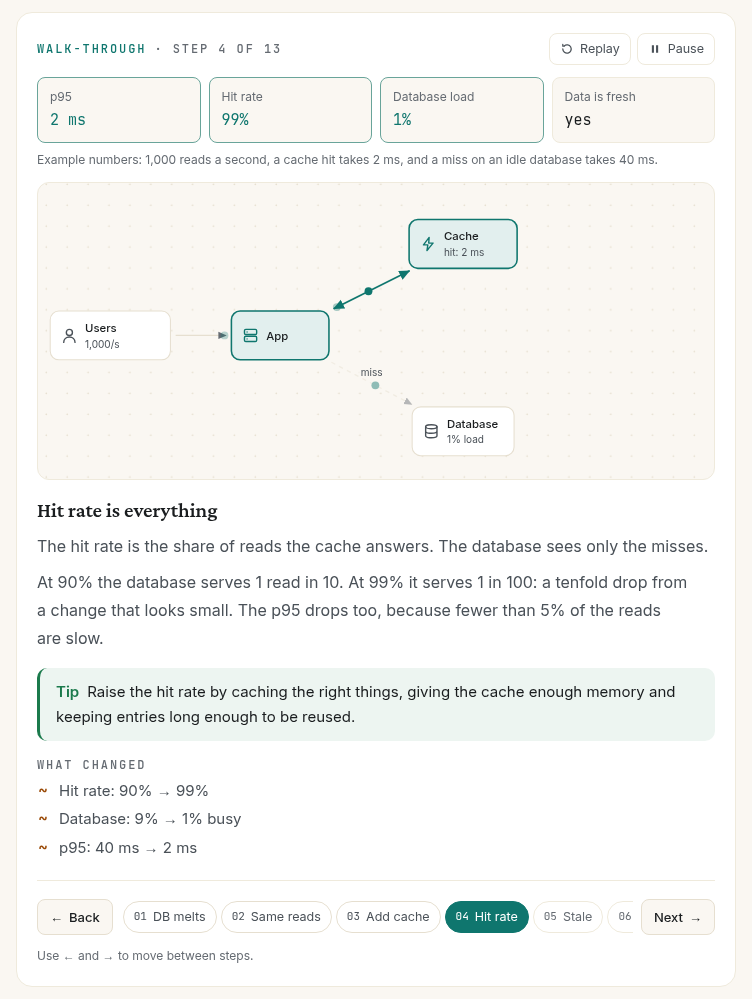 WALK-THROUGH · STEP 4 OF 13
Replay
Pause
p95
2 ms
Hit rate
99%
Database load
1%
Data is fresh
yes
Example numbers: 1,000 reads a second, a cache hit takes 2 ms, and a miss on an idle database takes 40 ms.
Cache
hit: 2 ms
Users
1,000/s
App
miss
Database
1% load
Hit rate is everything
The hit rate is the share of reads the cache answers. The database sees only the misses.
At 90% the database serves 1 read in 10. At 99% it serves 1 in 100: a tenfold drop from
a change that looks small. The p95 drops too, because fewer than 5% of the reads
are slow.
Tip Raise the hit rate by caching the right things, giving the cache enough memory and
keeping entries long enough to be reused.
WHAT CHANGED
~ Hit rate: 90% → 99%
~ Database: 9% → 1% busy
~ p95: 40 ms → 2 ms
← Back
01 DB melts
02 Same reads
03 Add cache
04 Hit rate
05 Stale
06
Next →
Use ← and → to move between steps.